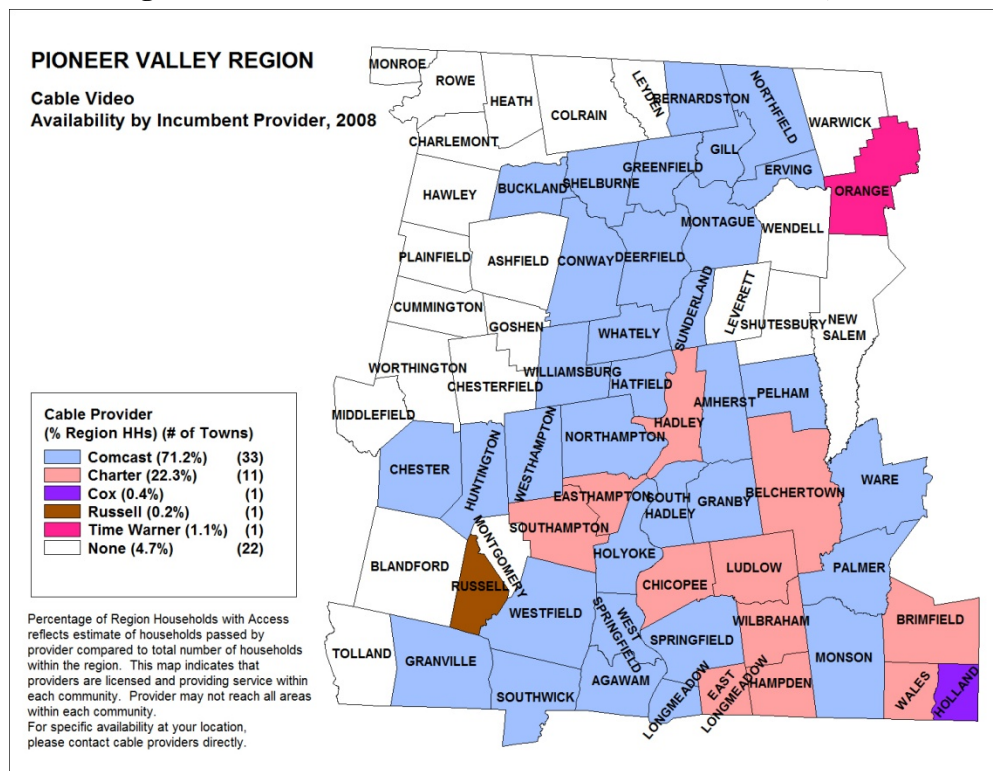 PIONEER VALLEY REGION
Cable Video
Availability by Incumbent Provider, 2008
MONROE
ROWE
HEATH
COLRAIN
LEYDEN
BERNARDSTON
NORTHFIELD
WARWICK
CHARLEMONT
GREENFIELD
GILL
ERVING
ORANGE
HAWLEY
BUCKLAND
SHELBURNE
MONTAGUE
WENDELL
PLAINFIELD
ASHFIELD
CONWAY
DEERFIELD
CUMMINGTON
GOSHEN
WHATELY
SUNDERLAND
LEVERETT
SHUTESBURY
NEW
SALEM
WORTHINGTON
CHESTERFIELD
WILLIAMSBURG
HATFIELD
AMHERST
PELHAM
MIDDLEFIELD
HADLEY
NORTHAMPTON
CHESTER
HUNTINGTON
WESTHAMPTON
EASTHAMPTON
SOUTH
HADLEY
GRANBY
BELCHERTOWN
WARE
SOUTHAMPTON
MONTGOMERY
HOLYOKE
BLANDFORD
RUSSELL
CHICOPEE
LUDLOW
PALMER
WESTFIELD
WEST
SPRINGFIELD
SPRINGFIELD
WILBRAHAM
BRIMFIELD
TOLLAND
GRANVILLE
SOUTHWICK
AGAWAM
LONGMEADOW
EAST
LONGMEADOW
HAMPDEN
MONSON
WALES
HOLLAND
Cable Provider
(% Region HHs) (# of Towns)
Comcast (71.2%) (33)
Charter (22.3%) (11)
Cox (0.4%) (1)
Russell (0.2%) (1)
Time Warner (1.1%) (1)
None (4.7%) (22)
Percentage of Region Households with Access
reflects estimate of households passed by
provider compared to total number of households
within the region. This map indicates that
providers are licensed and providing service within
each community. Provider may not reach all areas
within each community.
For specific availability at your location,
please contact cable providers directly.